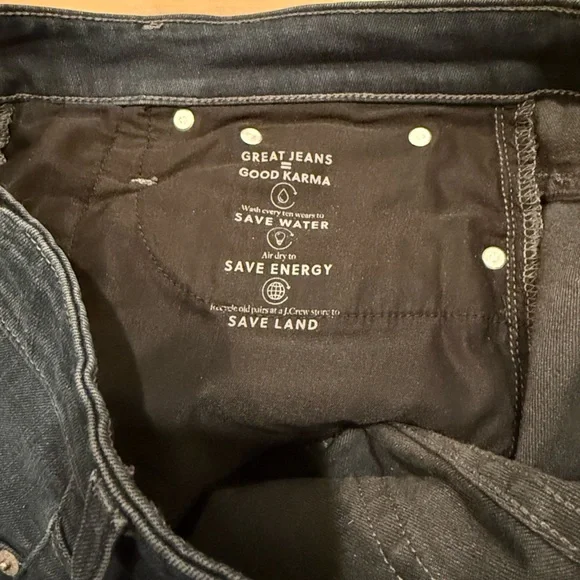 GREAT JEANS
=
GOOD KARMA
Wash every ten wears to
SAVE WATER
Air dry to
SAVE ENERGY
Recycle old pairs at a J.Crew store to
SAVE LAND